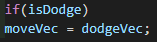 if(isDodge)
moveVec = dodgeVec;